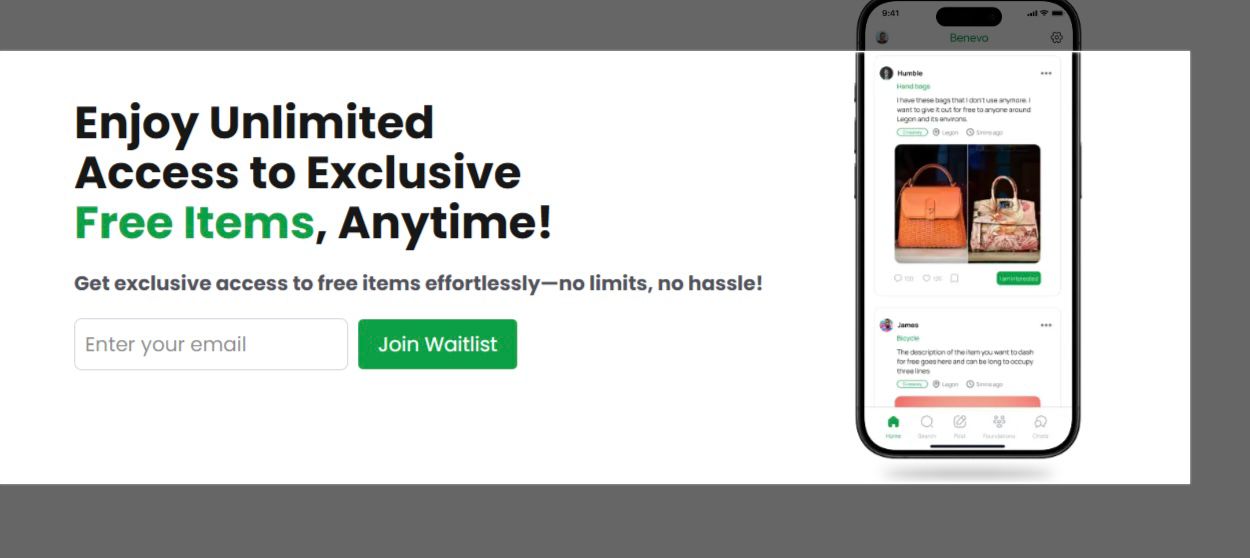 9:41
Benevo
Enjoy Unlimited
Access to Exclusive
Free Items, Anytime!
Get exclusive access to free items effortlessly—no limits, no hassle!
Enter your email
Join Waitlist
Humble
Hand bags
I have these bags that I don't use anymore. I
want to give it out for free to anyone around
Legon and its environs.
Legon 5mins ago
I am interested
James
Bicycle
The description of the item you want to dash
for free goes here and can be long to occupy
three lines
Legon 5mins ago
Home Search Post Foundations Chats